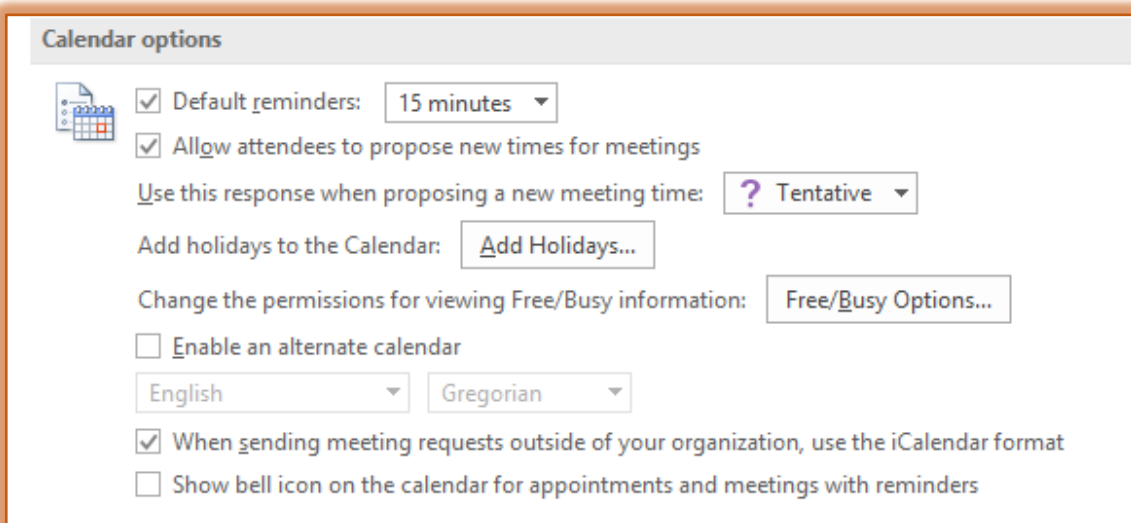 Calendar options
Default reminders: 15 minutes
Allow attendees to propose new times for meetings
Use this response when proposing a new meeting time: ? Tentative
Add holidays to the Calendar: Add Holidays...
Change the permissions for viewing Free/Busy information: Free/Busy Options...
Enable an alternate calendar
English Gregorian
When sending meeting requests outside of your organization, use the iCalendar format
Show bell icon on the calendar for appointments and meetings with reminders